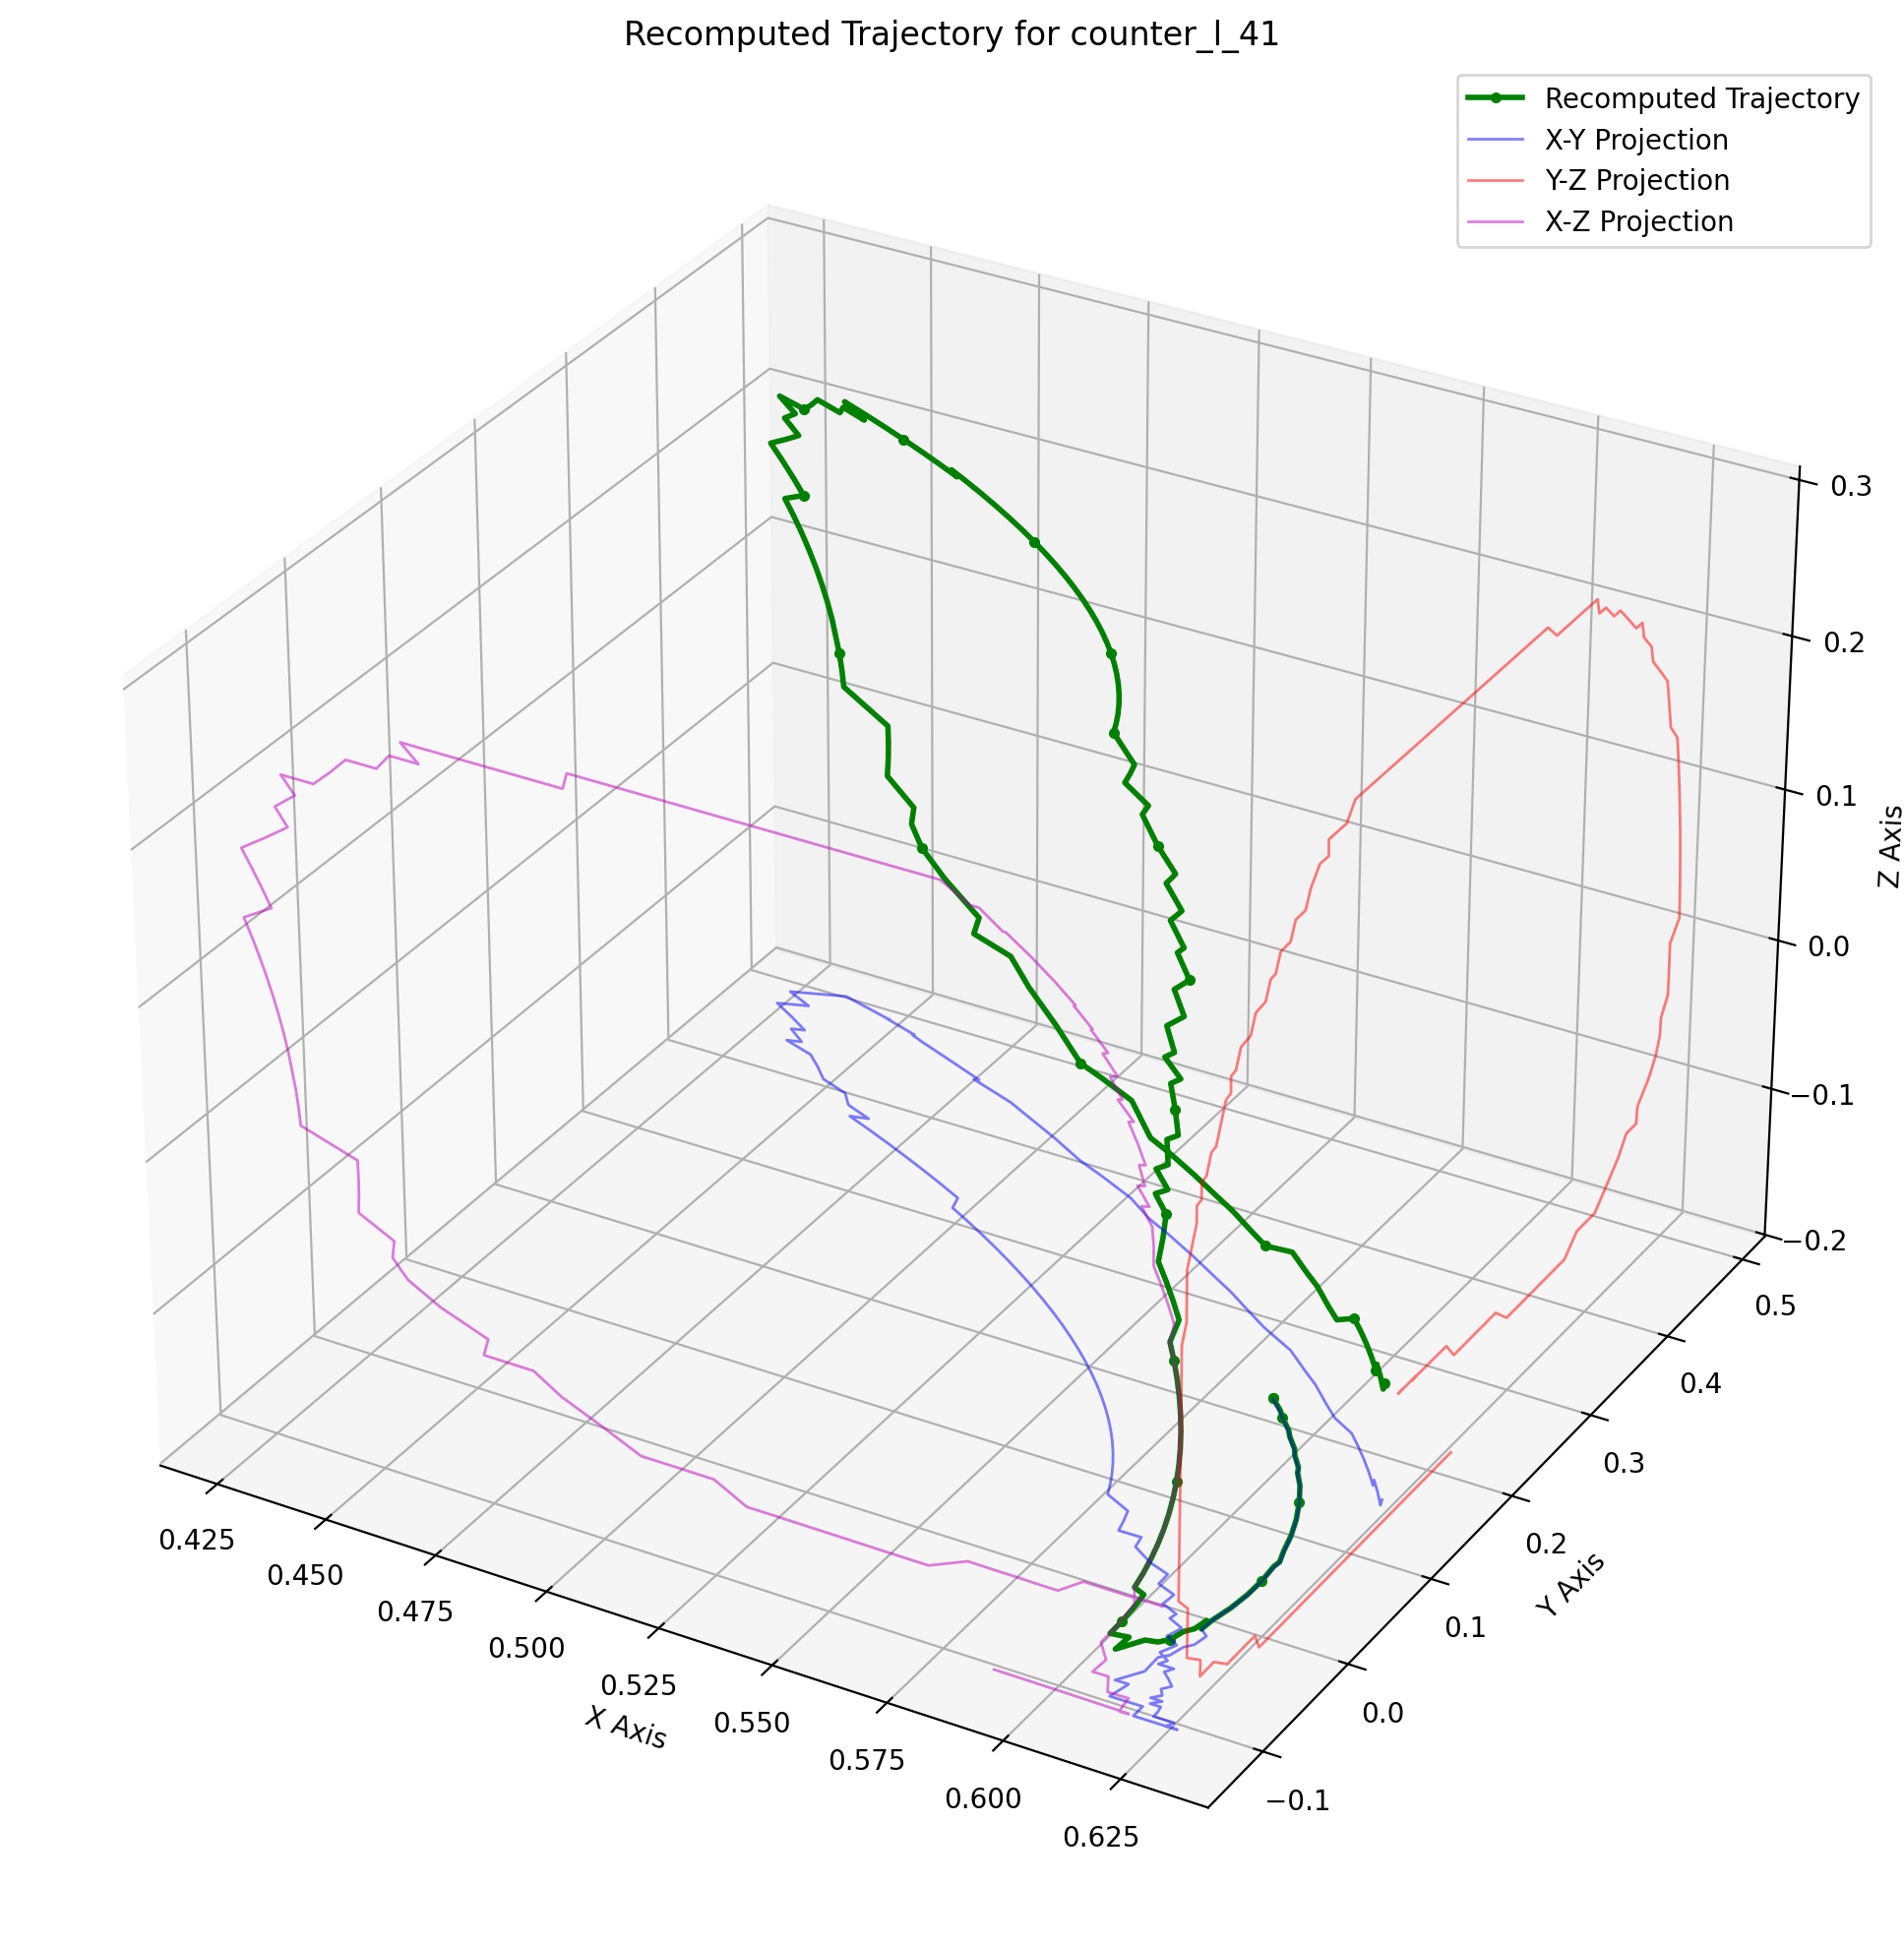 Recomputed Trajectory for counter_l_41
Recomputed Trajectory
X-Y Projection
Y-Z Projection
X-Z Projection
0.3
0.2
0.1
0.0
−0.1
−0.2
Z Axis
0.5
0.4
0.3
0.2
0.1
0.0
−0.1
Y Axis
0.425
0.450
0.475
0.500
0.525
0.550
0.575
0.600
0.625
X Axis